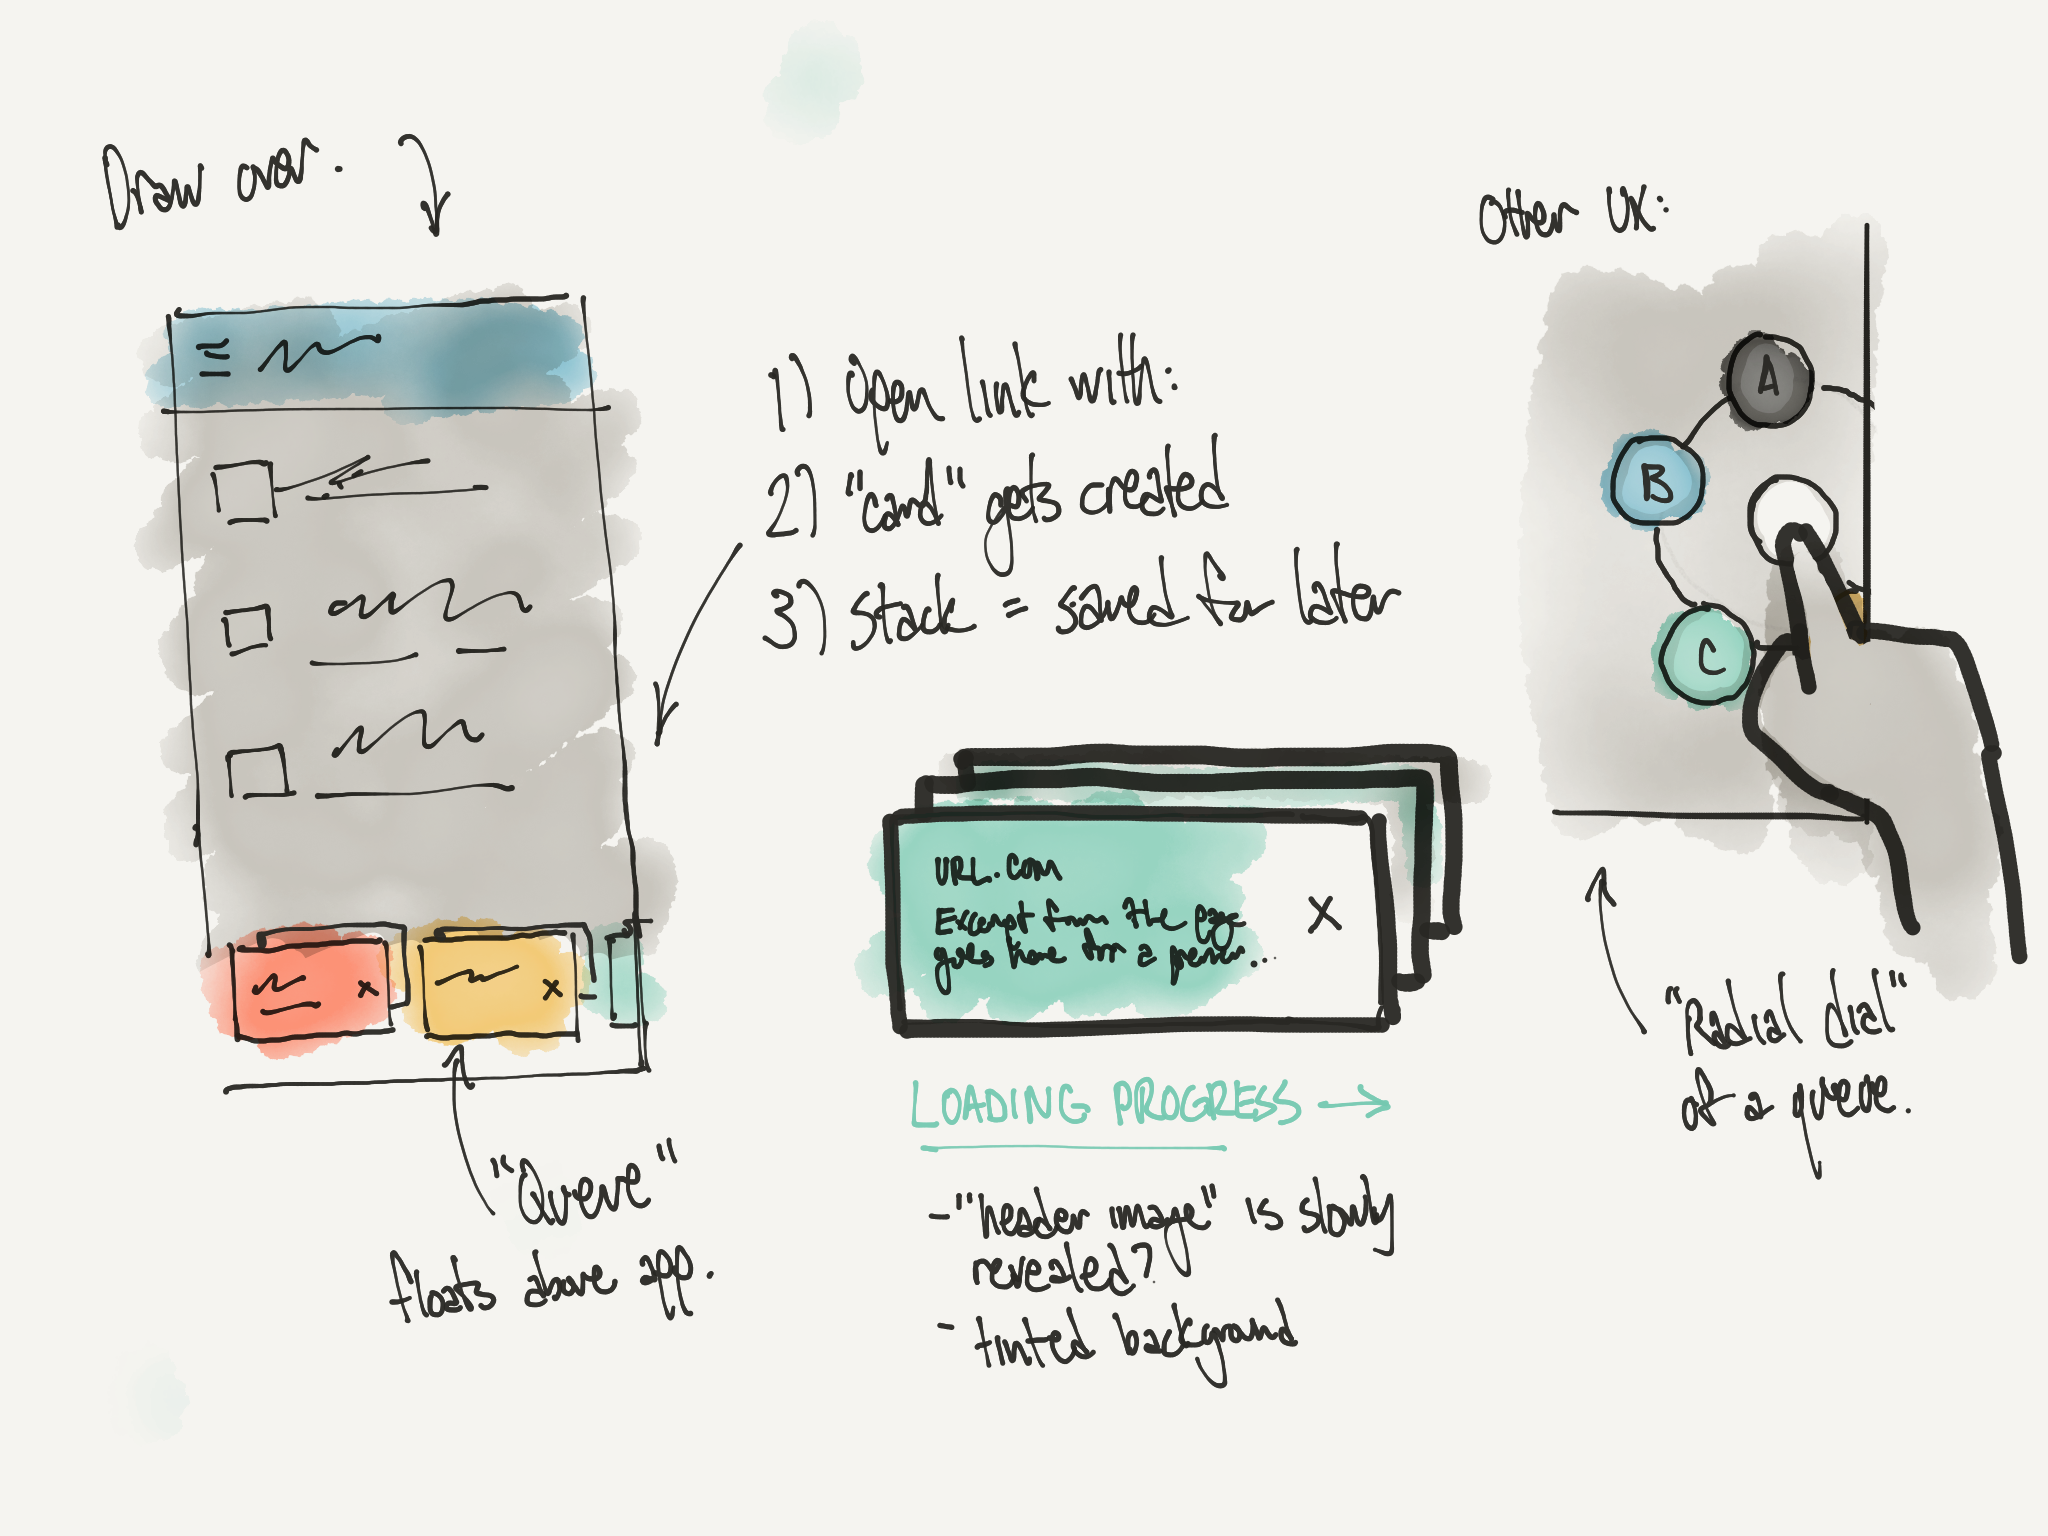 Draw over.
1) Open link with:
2) "card" gets created
3) stack = saved for later
"Queue"
floats above app.
URL.com
Excerpt from the page
goes here for a preview...
X
x
x
LOADING PROGRESS →
- "header image" is slowly
revealed?
- tinted background
Other UX:
A
B
C
"Radial dial"
of a queue.